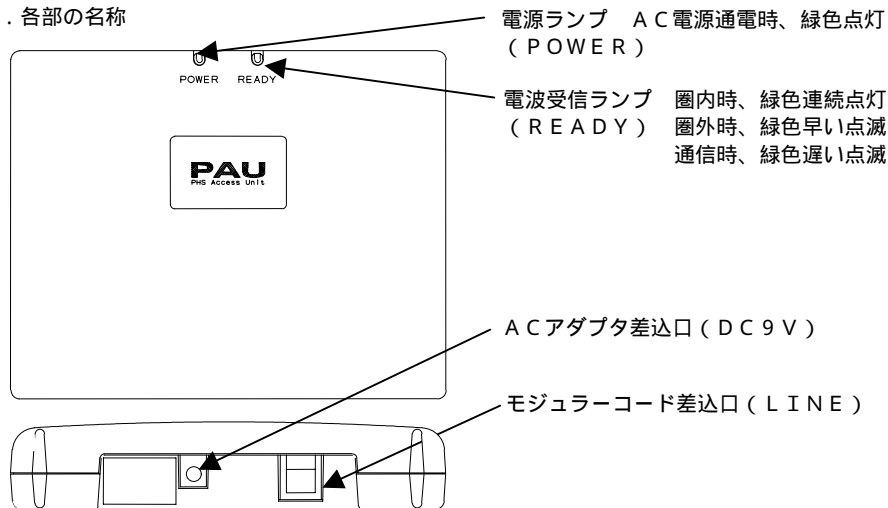 ．各部の名称
電源ランプ　ＡＣ電源通電時、緑色点灯
（ＰＯＷＥＲ）
POWER READY
電波受信ランプ　圏内時、緑色連続点灯
（ＲＥＡＤＹ）　圏外時、緑色早い点滅
通信時、緑色遅い点滅
PAU
PHS Access Unit
ＡＣアダプタ差込口（ＤＣ９Ｖ）
モジュラーコード差込口（ＬＩＮＥ）